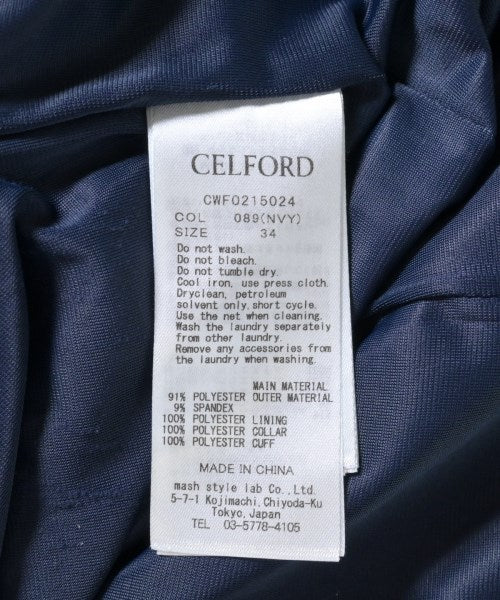 CELFORD
CWFO215024
COL 089(NVY)
SIZE 34
Do not wash.
Do not bleach.
Do not tumble dry.
Cool iron, use press cloth.
Dryclean, petroleum
solvent only, short cycle.
Use the net when cleaning.
Wash the laundry separately
from other laundry.
Remove any accessories from
the laundry when washing.
MAIN MATERIAL
91% POLYESTER OUTER MATERIAL
9% SPANDEX
100% POLYESTER LINING
100% POLYESTER COLLAR
100% POLYESTER CUFF
MADE IN CHINA
mash style lab Co.,Ltd.
5-7-1 Kojimachi,Chiyoda-Ku
Tokyo,Japan
TEL 03-5778-4105